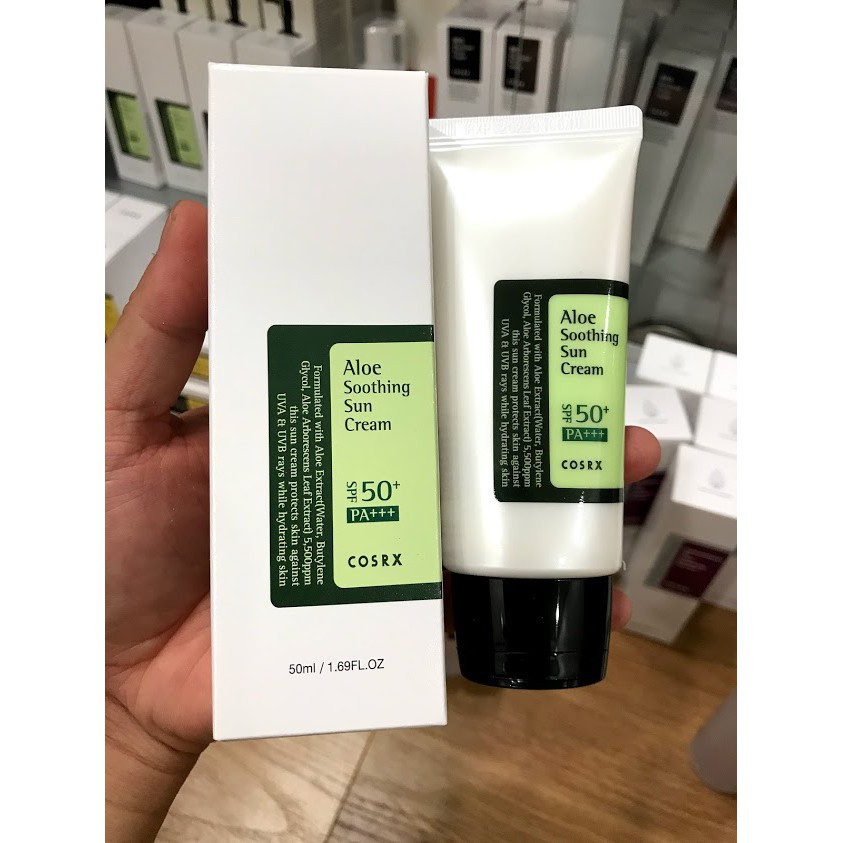 Aloe
Soothing
Sun
Cream
SPF 50+
PA+++
COSRX
Formulated with Aloe Extract(Water, Butylene
Glycol, Aloe Arborescens Leaf Extract) 5,500ppm
this sun cream protects skin against
UVA & UVB rays while hydrating skin
50ml / 1.69FL.OZ
Aloe
Soothing
Sun
Cream
SPF 50+
PA+++
COSRX
Formulated with Aloe Extract(Water, Butylene
Glycol, Aloe Arborescens Leaf Extract) 5,500ppm
this sun cream protects skin against
UVA & UVB rays while hydrating skin